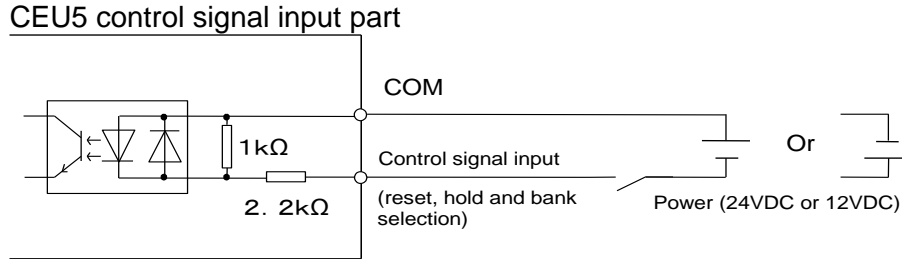 CEU5 control signal input part
COM
Or
1kΩ
Control signal input
2. 2kΩ
(reset, hold and bank
selection)
Power (24VDC or 12VDC)